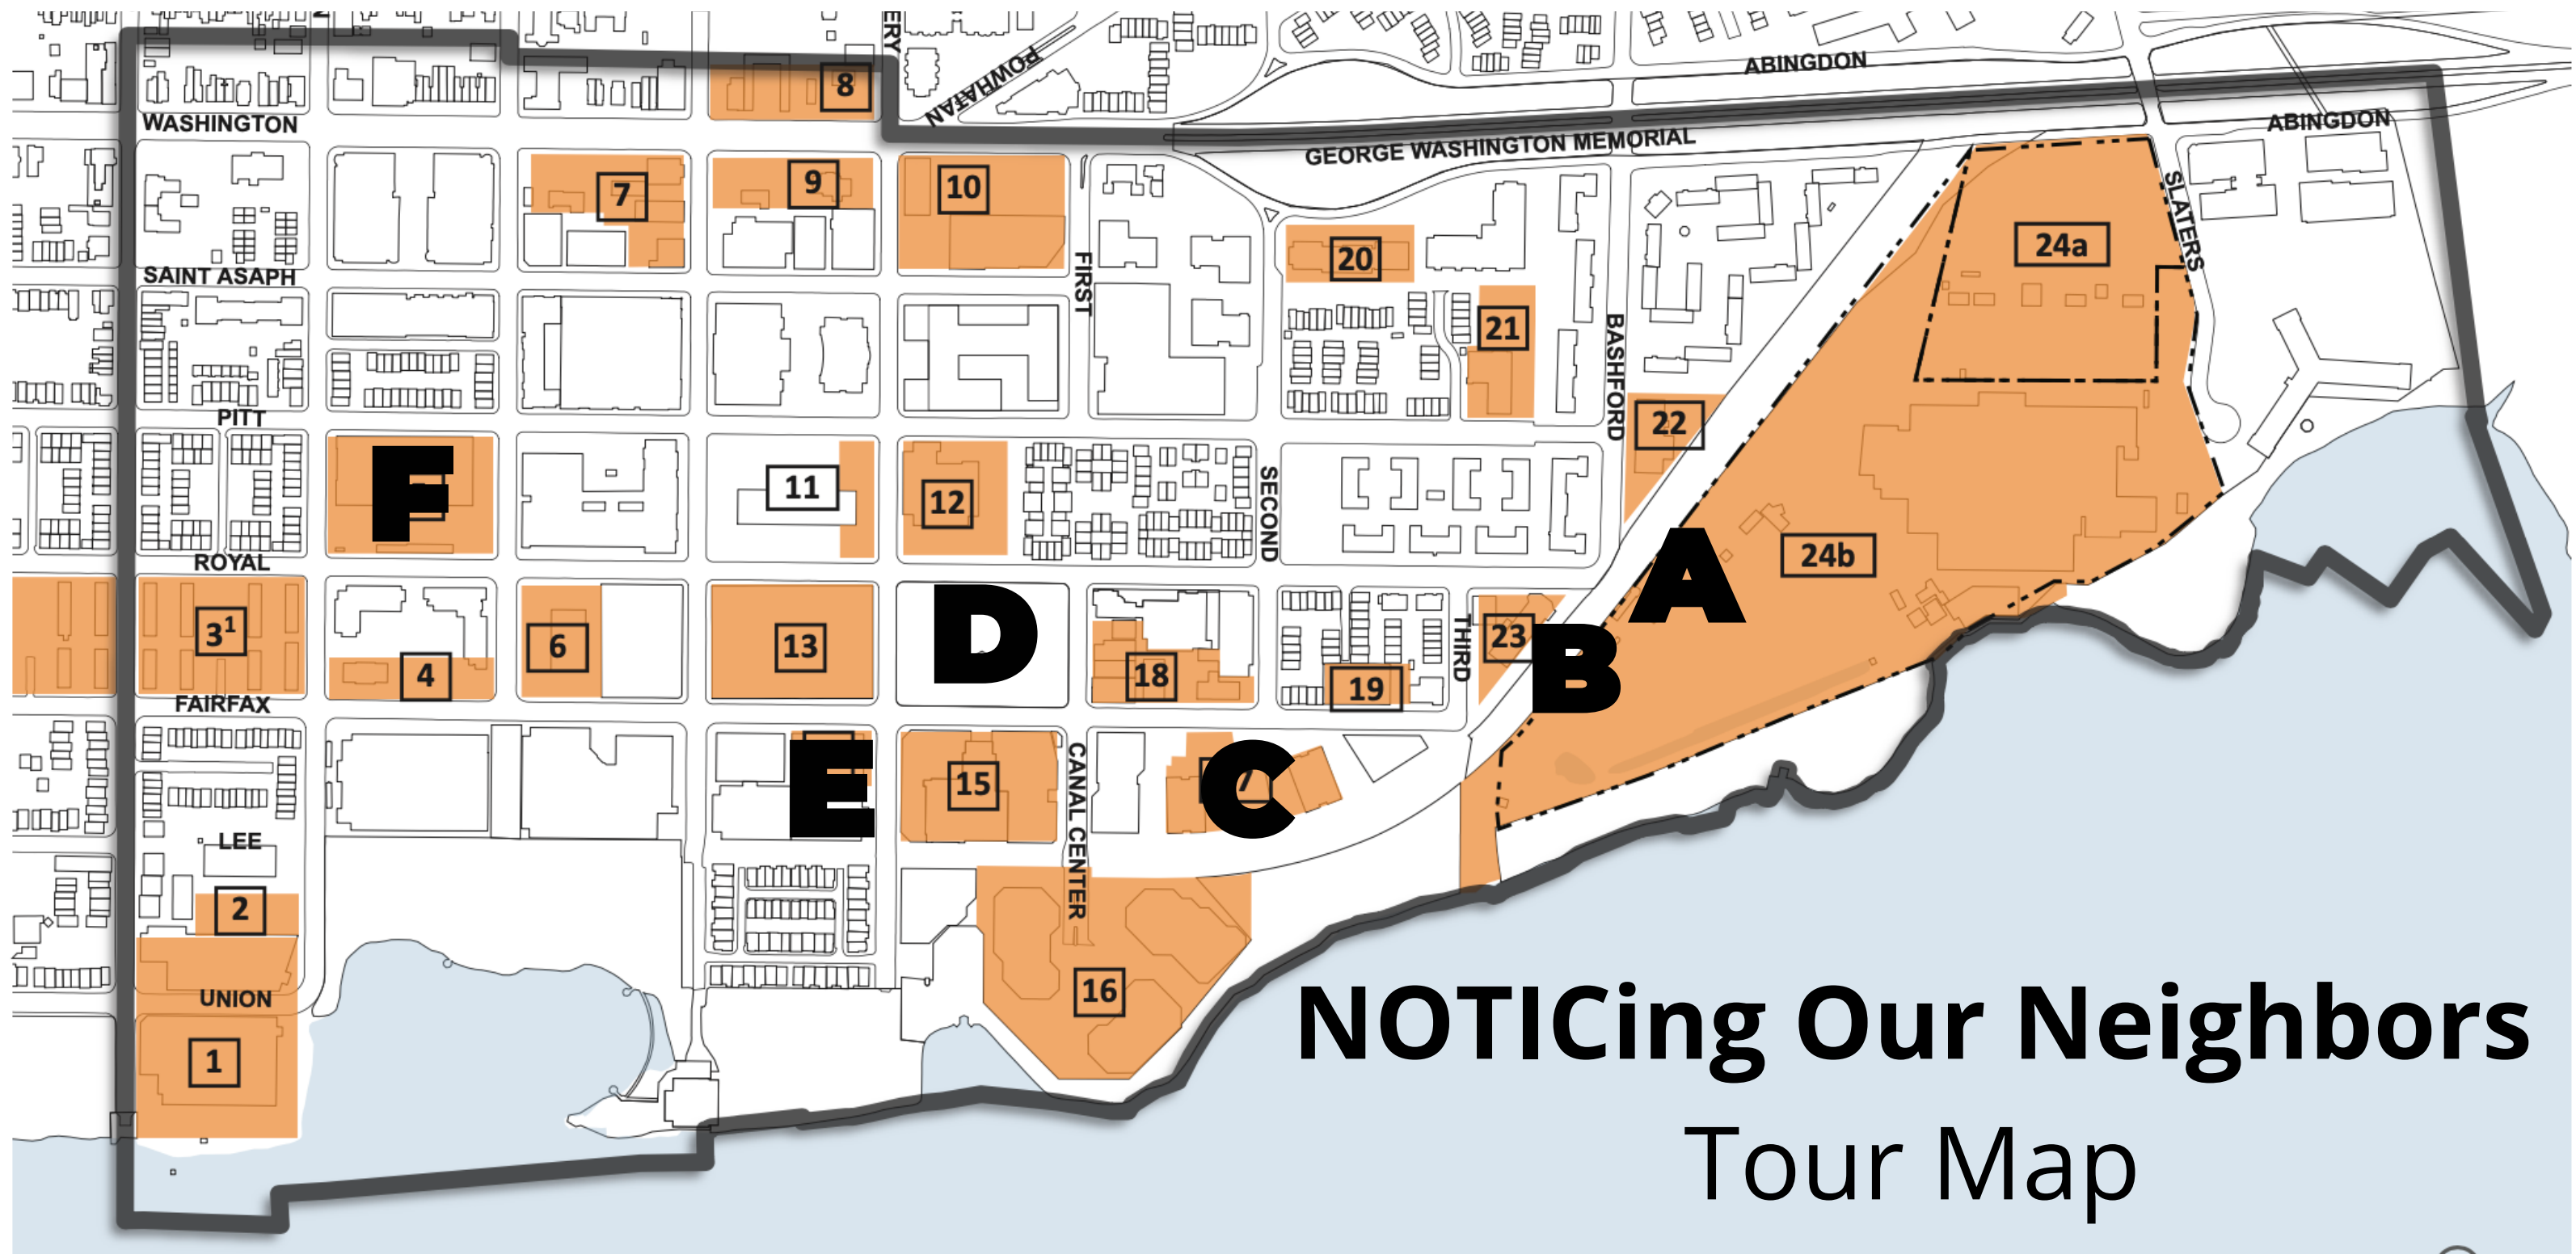 ERY
POWHATAN
ABINGDON
8
WASHINGTON
GEORGE WASHINGTON MEMORIAL
ABINGDON
7
9
10
SLATERS
24a
SAINT ASAPH
FIRST
20
21
BASHFORD
PITT
22
F
11
12
SECOND
ROYAL
A
24b
3¹
4
6
13
D
18
19
THIRD
23
B
FAIRFAX
E
15
CANAL CENTER
C
7
LEE
2
UNION
1
16
NOTICing Our Neighbors
Tour Map